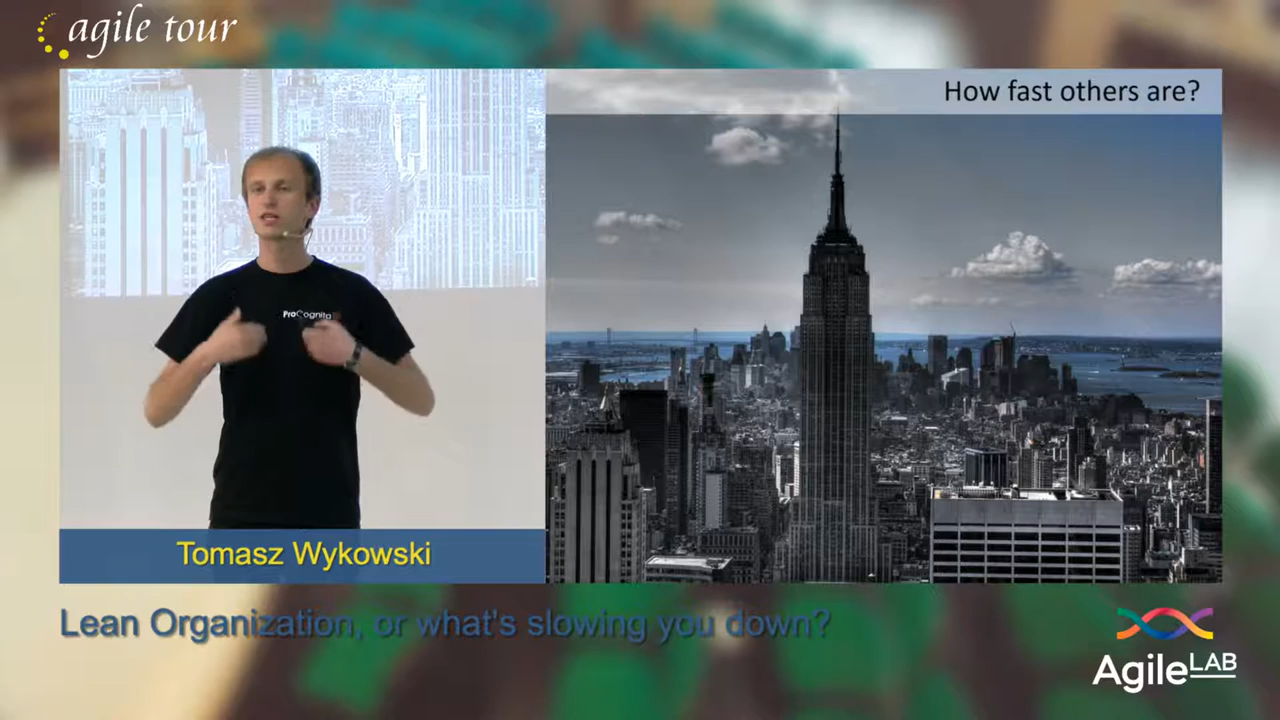 agile tour
How fast others are?
ProCognita
Tomasz Wykowski
Lean Organization, or what's slowing you down?
AgileLAB